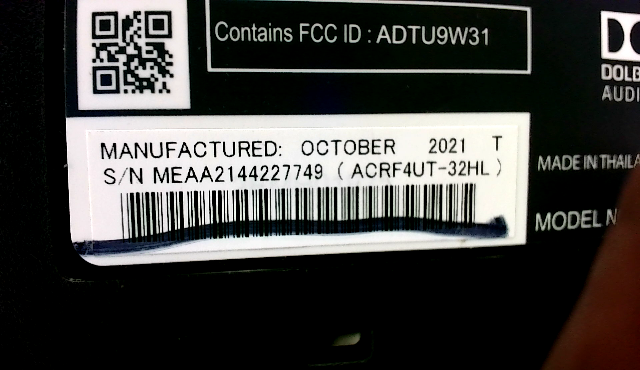 Contains FCC ID : ADTU9W31
DOLB
AUDI
MANUFACTURED: OCTOBER 2021 T
S/N MEAA2144227749 ( ACRF4UT-32HL )
MADE IN THAILA
MODEL N